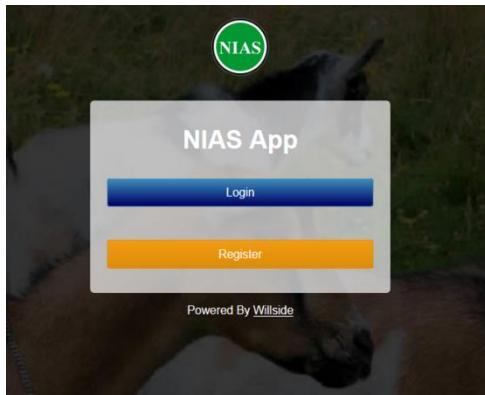 NIAS
NIAS App
Login
Register
Powered By Willside